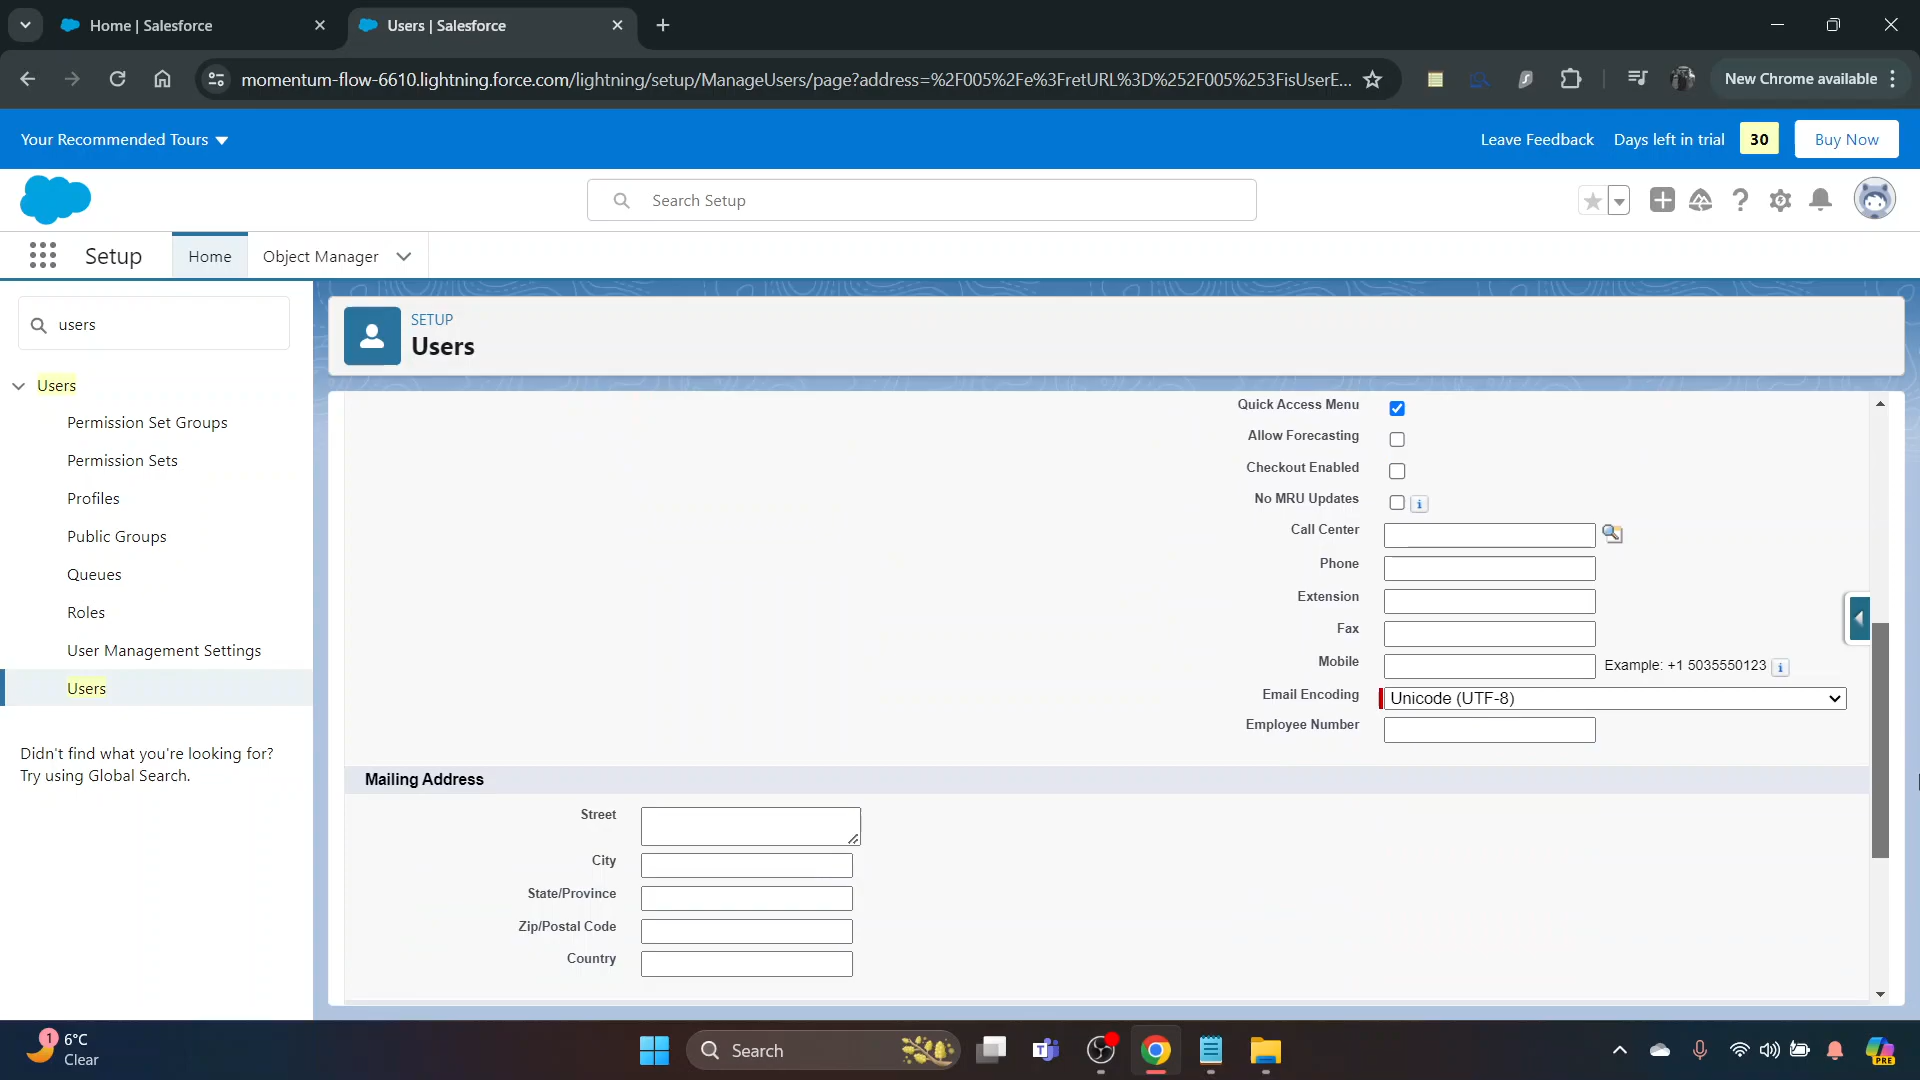 Home | Salesforce
Users | Salesforce
momentum-flow-6610.lightning.force.com/lightning/setup/ManageUsers/page?address=%2F005%2Fe%3FretURL%3D%252F005%253FisUserE...
New Chrome available
Your Recommended Tours
Leave Feedback
Days left in trial
30
Buy Now
Search Setup
Setup
Home
Object Manager
users
SETUP
Users
Users
Permission Set Groups
Permission Sets
Profiles
Public Groups
Queues
Roles
User Management Settings
Users
Didn't find what you're looking for?
Try using Global Search.
Quick Access Menu
Allow Forecasting
Checkout Enabled
No MRU Updates
Call Center
Phone
Extension
Fax
Mobile
Example: +1 5035550123
Email Encoding
Unicode (UTF-8)
Employee Number
Mailing Address
Street
City
State/Province
Zip/Postal Code
Country
1
6°C
Clear
Search
PRE